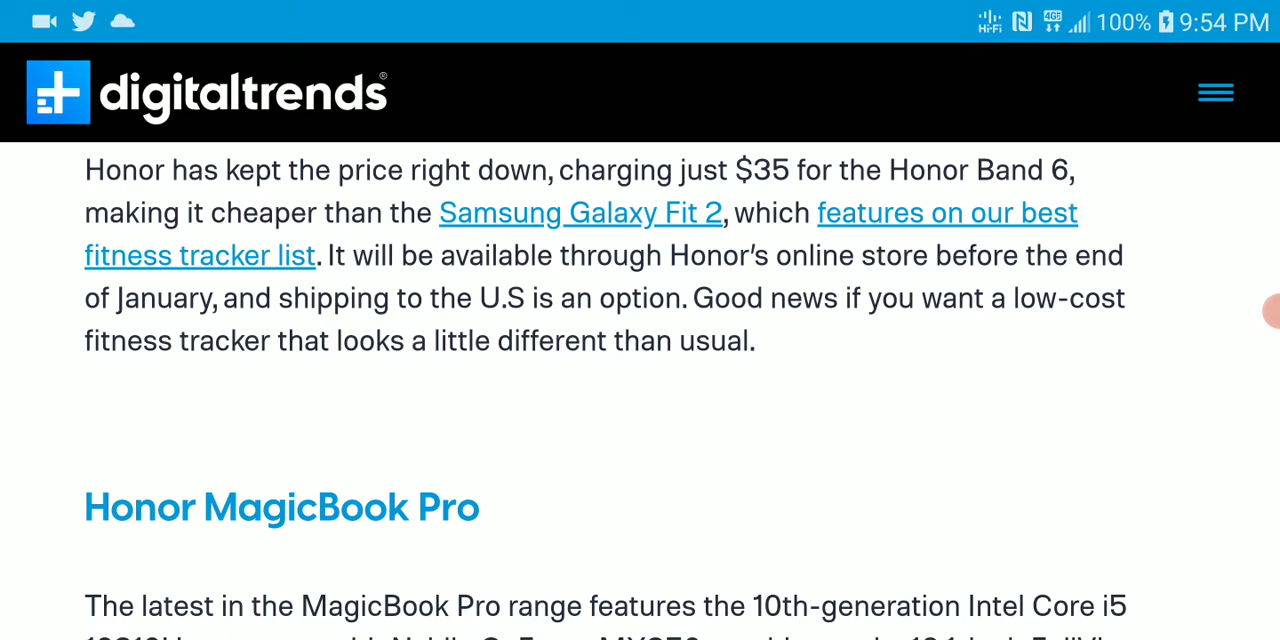 Hi-Fi 4GE 100% 9:54 PM
digitaltrends®
Honor has kept the price right down, charging just $35 for the Honor Band 6,
making it cheaper than the Samsung Galaxy Fit 2, which features on our best
fitness tracker list. It will be available through Honor’s online store before the end
of January, and shipping to the U.S is an option. Good news if you want a low-cost
fitness tracker that looks a little different than usual.
Honor MagicBook Pro
The latest in the MagicBook Pro range features the 10th-generation Intel Core i5